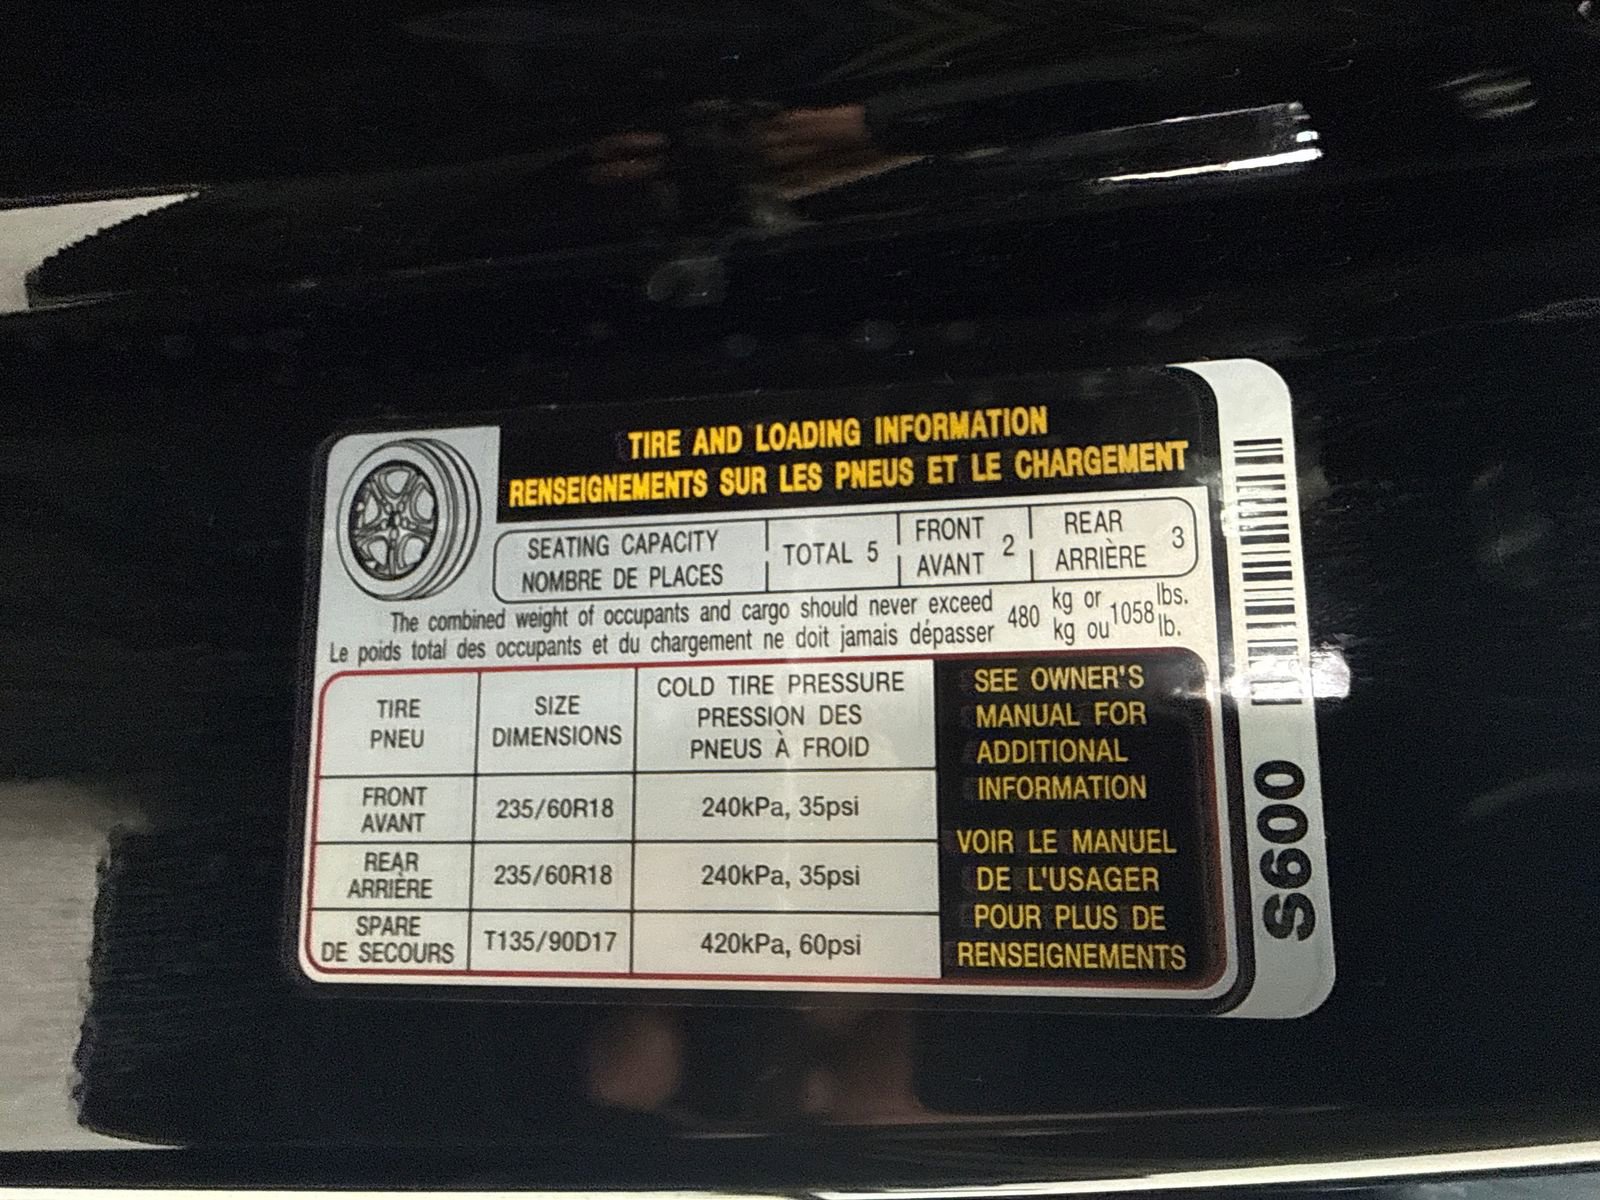 TIRE AND LOADING INFORMATION
RENSEIGNEMENTS SUR LES PNEUS ET LE CHARGEMENT
SEATING CAPACITY
NOMBRE DE PLACES
TOTAL 5
FRONT
AVANT
2
REAR
ARRIÈRE
3
The combined weight of occupants and cargo should never exceed 480 kg or 1058 lbs.
Le poids total des occupants et du chargement ne doit jamais dépasser 480 kg ou 1058 lb.
TIRE
PNEU
SIZE
DIMENSIONS
COLD TIRE PRESSURE
PRESSION DES
PNEUS À FROID
FRONT
AVANT
235/60R18
240kPa, 35psi
REAR
ARRIÈRE
235/60R18
240kPa, 35psi
SPARE
DE SECOURS
T135/90D17
420kPa, 60psi
SEE OWNER'S
MANUAL FOR
ADDITIONAL
INFORMATION
VOIR LE MANUEL
DE L'USAGER
POUR PLUS DE
RENSEIGNEMENTS
S600